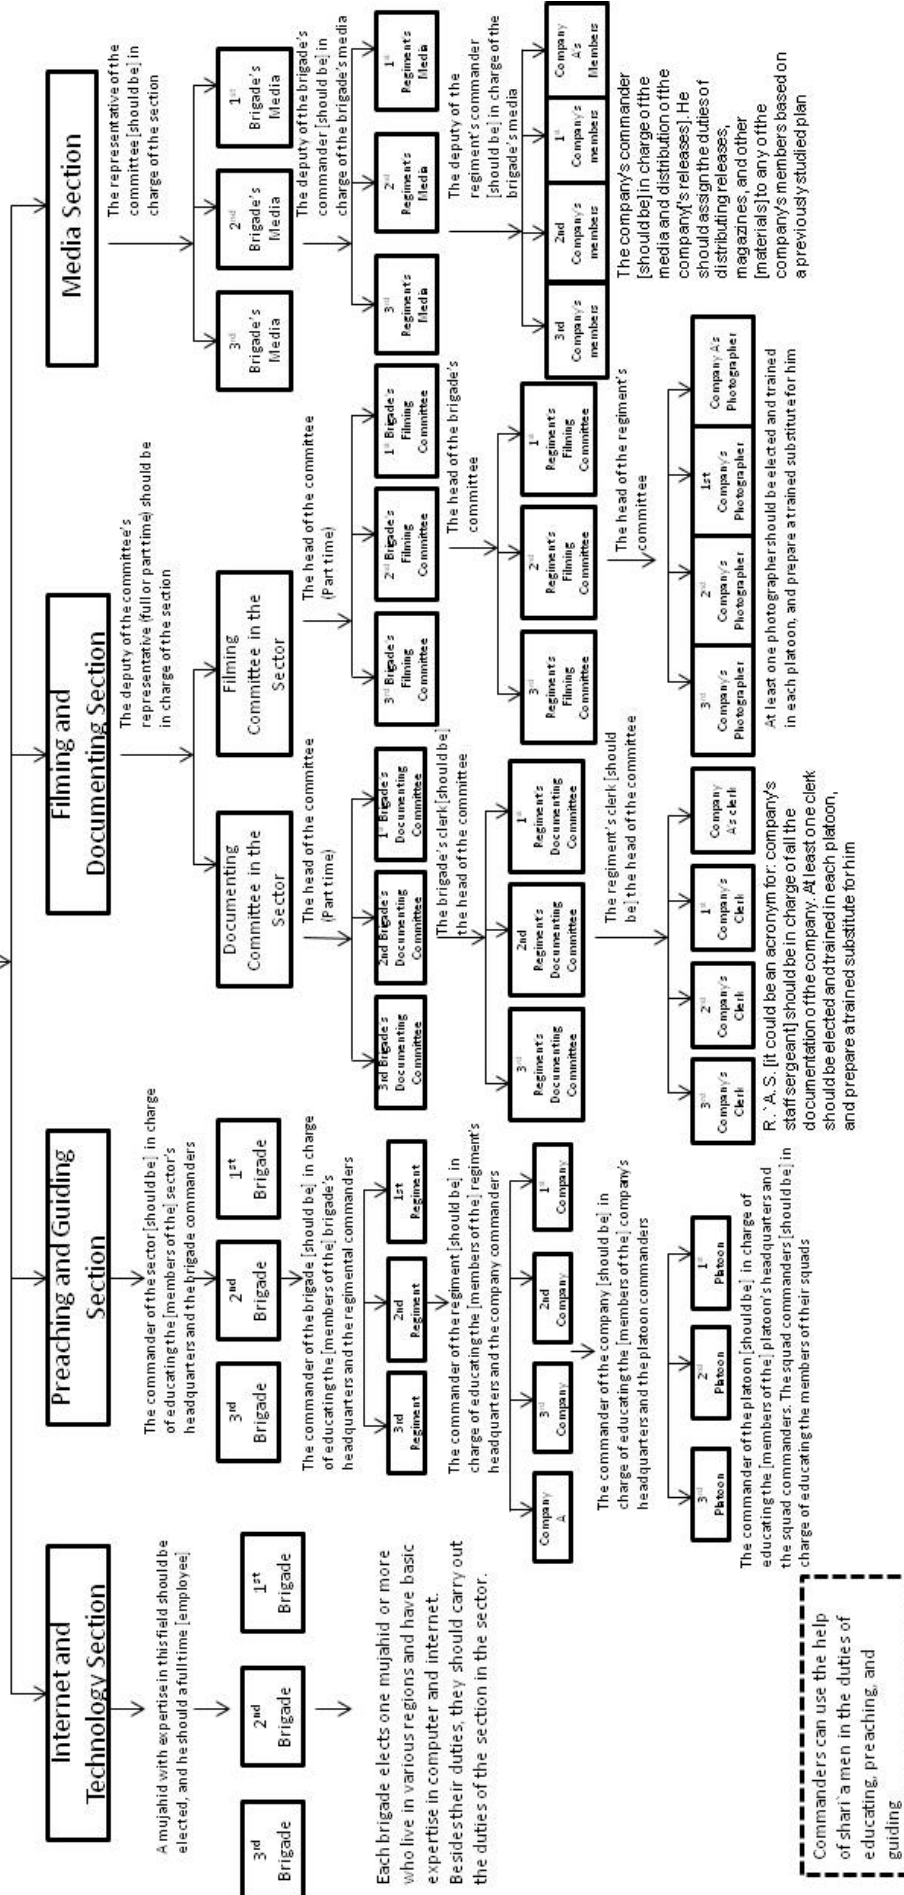 Internet and
Technology Section
A mujahid with expertise in this field should be
elected, and he should a full time [employee]
3rd
Brigade
2nd
Brigade
1st
Brigade
Each brigade elects one mujahid or more
who live in various regions and have basic
expertise in computer and internet.
Besides their duties, they should carry out
the duties of the section in the sector.
Commanders can use the help
of shari`a men in the duties of
educating, preaching, and
guiding
Preaching and Guiding
Section
The commander of the sector [should be] in charge
of educating the [members of the] sector's
headquarters and the brigade commanders
3rd
Brigade
2nd
Brigade
1st
Brigade
The commander of the brigade [should be] in charge
of educating the [members of the] brigade's
headquarters and the regimental commanders
3rd
Regiment
2nd
Regiment
1st
Regiment
The commander of the regiment [should be] in
charge of educating the [members of the] regiment's
headquarters and the company commanders
Company
A
3rd
Company
2nd
Company
1st
Company
The commander of the company [should be] in
charge of educating the [members of the] company's
headquarters and the platoon commanders
3rd
Platoon
2nd
Platoon
1st
Platoon
The commander of the platoon [should be] in charge of
educating the [members of the] platoon's headquarters and
the squad commanders. The squad commanders [should be] in
charge of educating the members of their squads
Filming and
Documenting Section
The deputy of the committee's
representative (full or part time) should be
in charge of the section
Documenting
Committee in the
Sector
Filming
Committee in the
Sector
The head of the committee
(Part time)
3rd Brigade's
Documenting
Committee
2nd Brigade's
Documenting
Committee
1st Brigade's
Documenting
Committee
The brigade's clerk [should be]
the head of the committee
3rd
Regiment's
Documenting
Committee
2nd
Regiment's
Documenting
Committee
1st
Regiment's
Documenting
Committee
The regiment's clerk [should
be] the head of the committee
3rd
Company's
Clerk
2nd
Company's
Clerk
1st
Company's
Clerk
Company
A's clerk
R. `A.S. [it could be an acronym for: company's
staff sergeant] should be in charge of all the
documentation of the company. At least one clerk
should be elected and trained in each platoon,
and prepare a trained substitute for him
The head of the committee
(Part time)
3rd Brigade's
Filming
Committee
2nd Brigade's
Filming
Committee
1st Brigade's
Filming
Committee
The head of the brigade's
committee
3rd
Regiment's
Filming
Committee
2nd
Regiment's
Filming
Committee
1st
Regiment's
Filming
Committee
The head of the regiment's
committee
3rd
Company's
Photographer
2nd
Company's
Photographer
1st
Company's
Photographer
Company A's
Photographer
At least one photographer should be elected and trained
in each platoon, and prepare a trained substitute for him
Media Section
The representative of the
committee [should be] in
charge of the section
3rd
Brigade's
Media
2nd
Brigade's
Media
1st
Brigade's
Media
The deputy of the brigade's
commander [should be] in
charge of the brigade's media
3rd
Regiment's
Media
2nd
Regiment's
Media
1st
Regiment's
Media
The deputy of the
regiment's commander
[should be] in charge of the
brigade's media
3rd
Company's
members
2nd
Company's
members
1st
Company's
members
Company
A's
Members
The company's commander
[should be] in charge of the
media and distribution of the
company['s releases]. He
should assign the duties of
distributing releases,
magazines, and other
[materials] to any of the
company's members based on
a previously studied plan